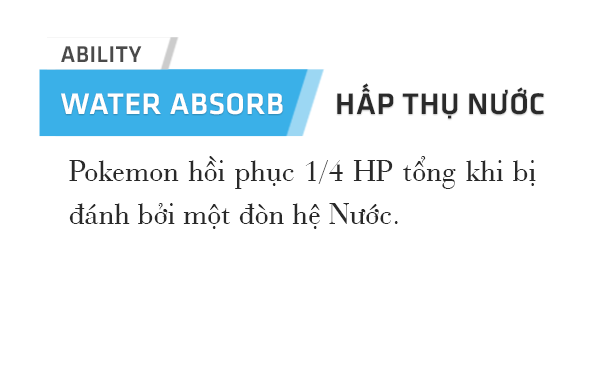 ABILITY
WATER ABSORB HẤP THỤ NƯỚC
Pokemon hồi phục 1/4 HP tổng khi bị
đánh bởi một đòn hệ Nước.